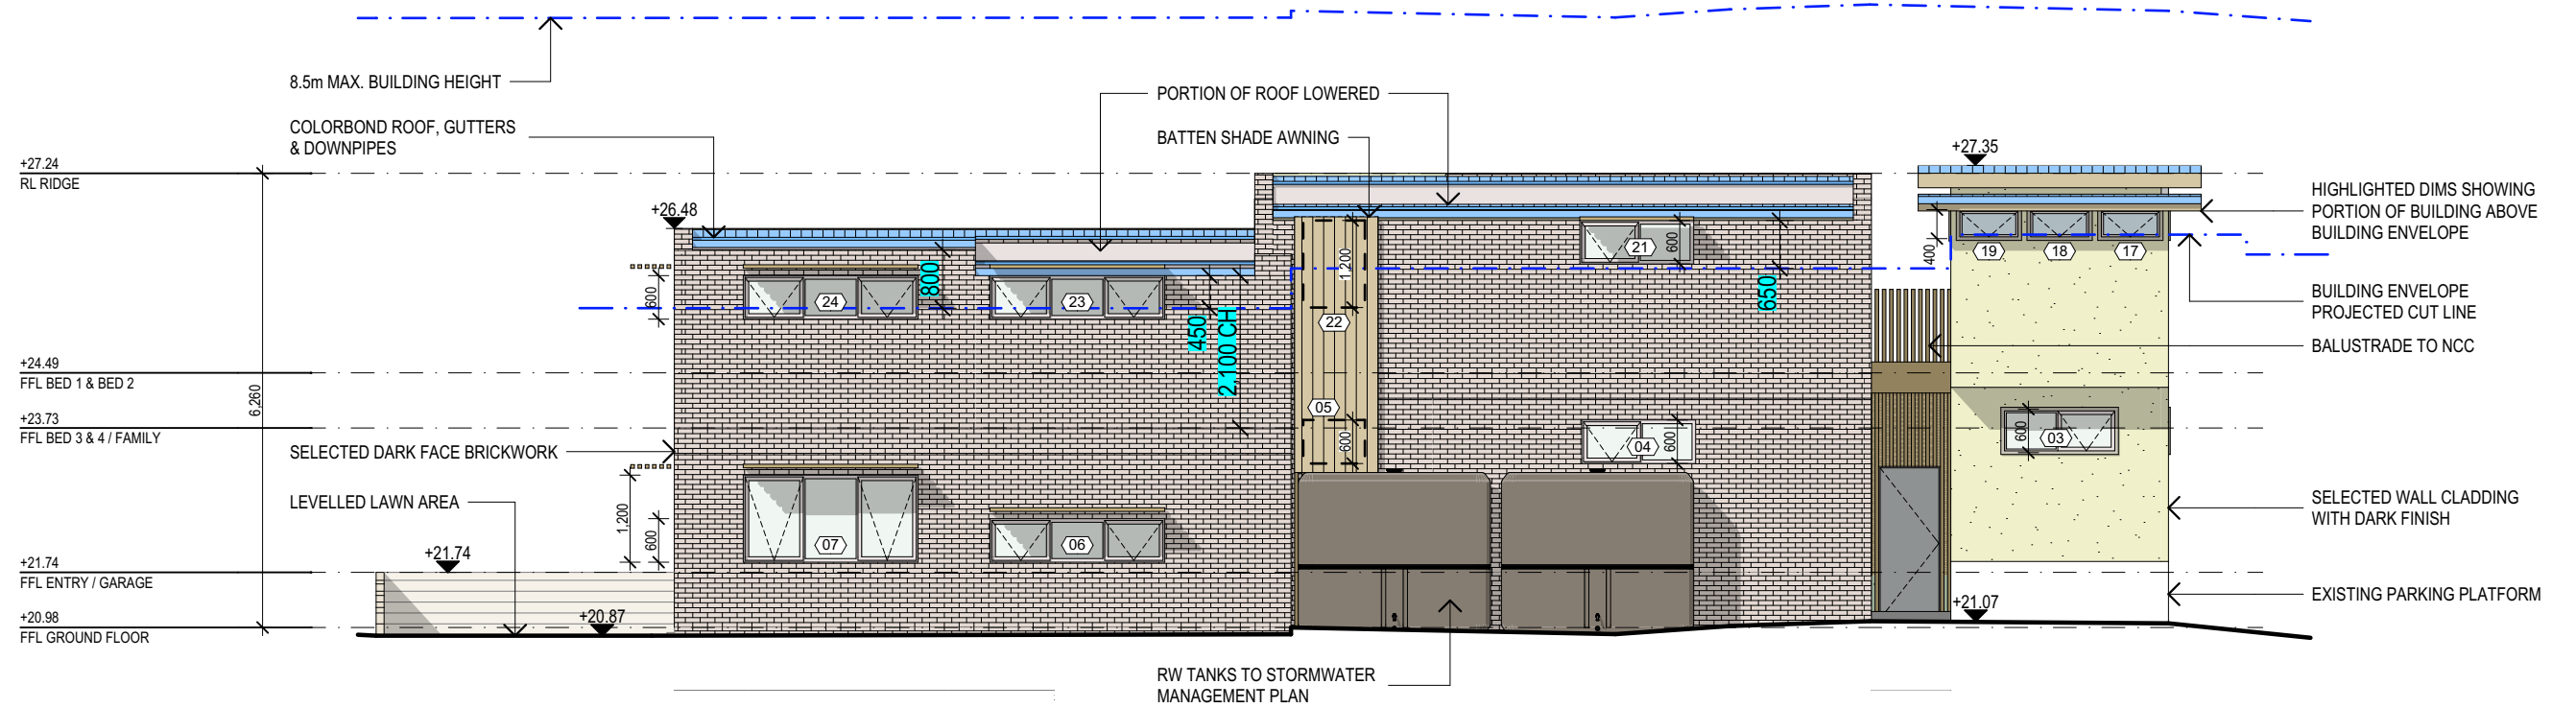 8.5m MAX. BUILDING HEIGHT
COLORBOND ROOF, GUTTERS
& DOWNPIPES
PORTION OF ROOF LOWERED
BATTEN SHADE AWNING
+27.24
RL RIDGE
+26.48
+27.35
HIGHLIGHTED DIMS SHOWING
PORTION OF BUILDING ABOVE
BUILDING ENVELOPE
600
24
800
23
450
2,100 CH
1,200
22
21
600
650
400
19
18
17
BUILDING ENVELOPE
PROJECTED CUT LINE
BALUSTRADE TO NCC
+24.49
FFL BED 1 & BED 2
6,260
+23.73
FFL BED 3 & 4 / FAMILY
SELECTED DARK FACE BRICKWORK
05
600
04
600
600
03
LEVELLED LAWN AREA
1,200
600
07
06
SELECTED WALL CLADDING
WITH DARK FINISH
+21.74
FFL ENTRY / GARAGE
+21.74
+20.98
FFL GROUND FLOOR
+20.87
+21.07
EXISTING PARKING PLATFORM
RW TANKS TO STORMWATER
MANAGEMENT PLAN